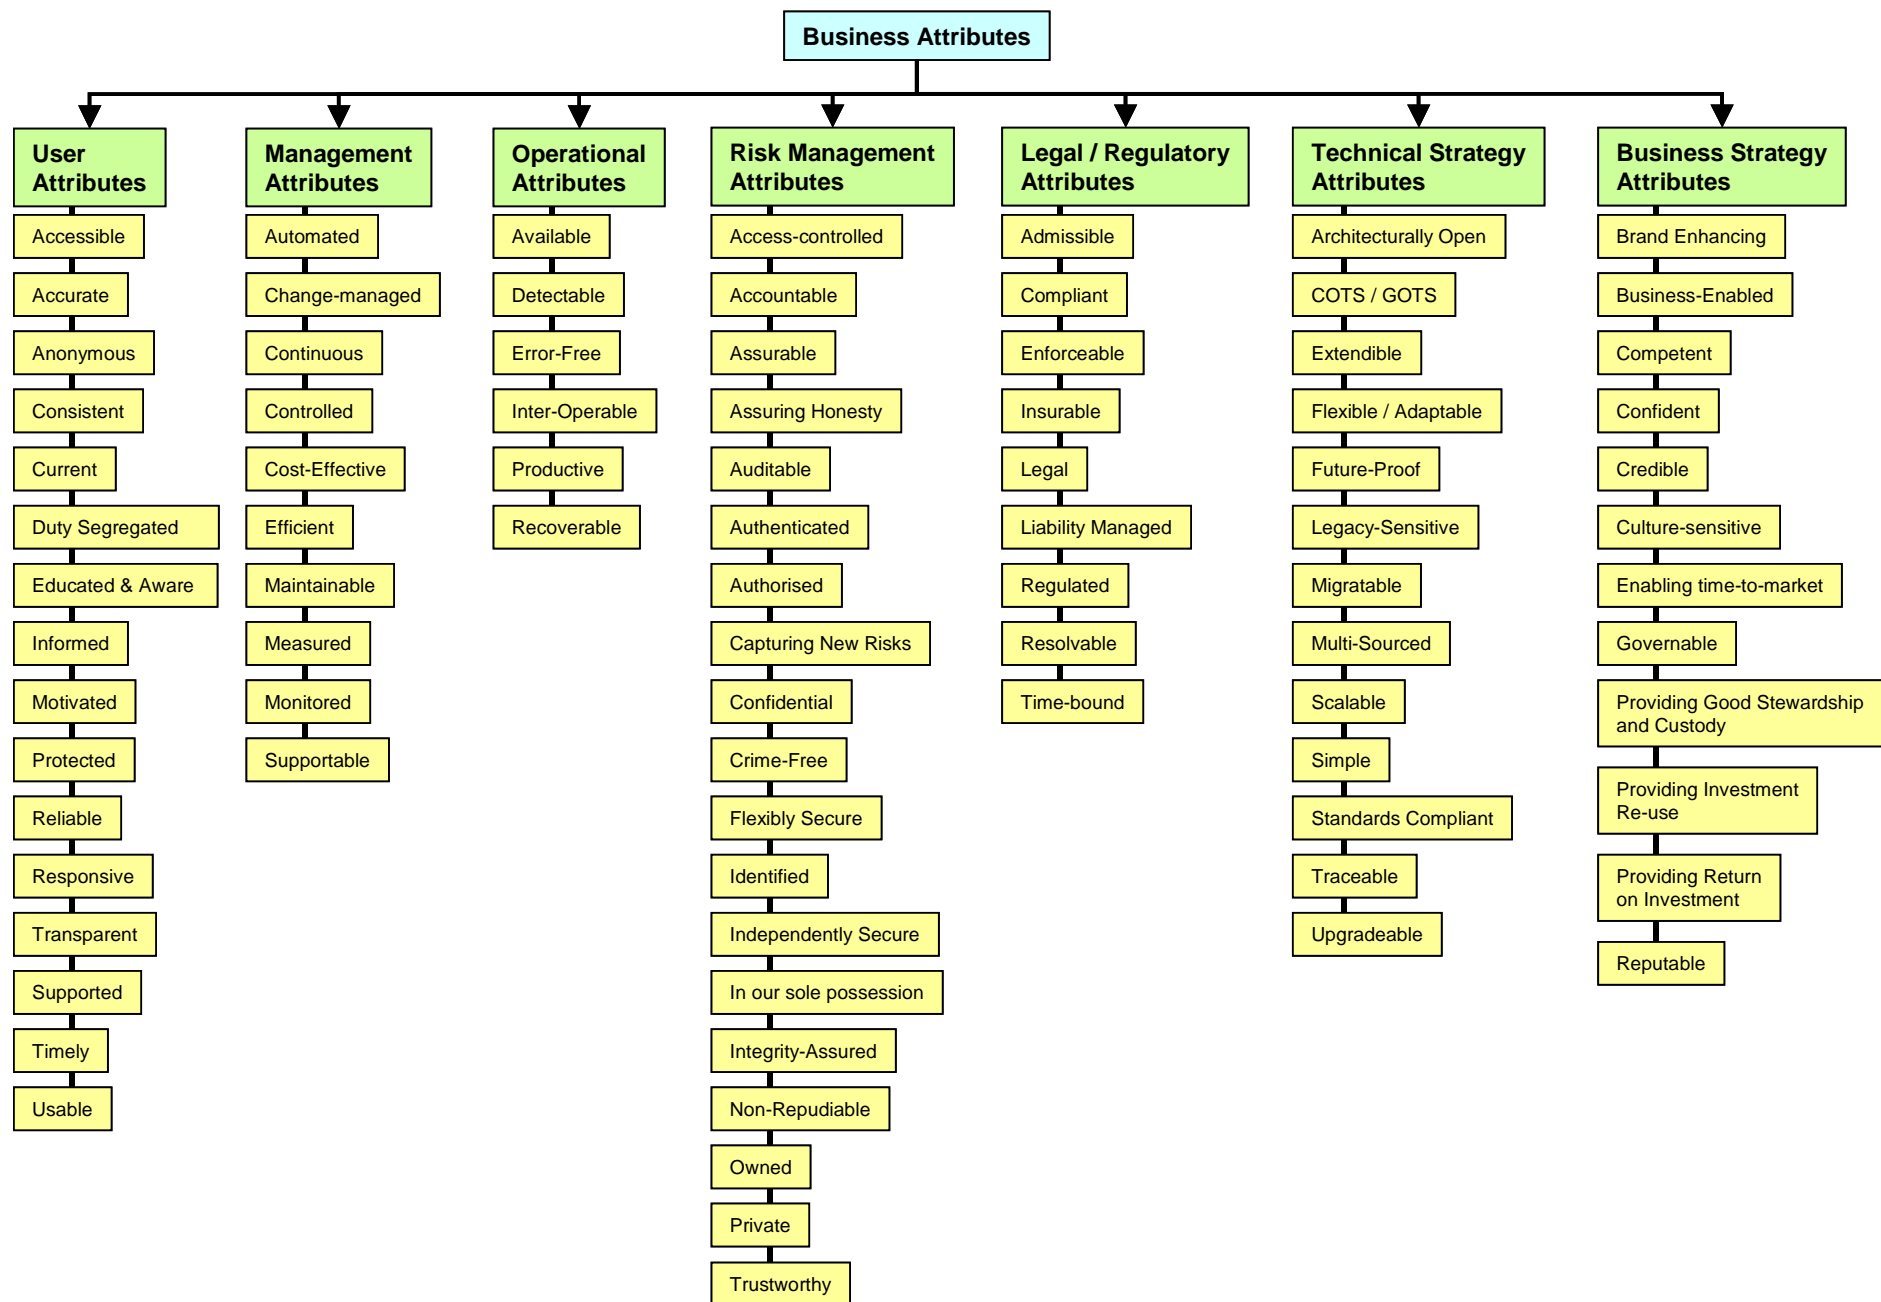 Business Attributes
User
Attributes
Accessible
Accurate
Anonymous
Consistent
Current
Duty Segregated
Educated & Aware
Informed
Motivated
Protected
Reliable
Responsive
Transparent
Supported
Timely
Usable
Management
Attributes
Automated
Change-managed
Continuous
Controlled
Cost-Effective
Efficient
Maintainable
Measured
Monitored
Supportable
Operational
Attributes
Available
Detectable
Error-Free
Inter-Operable
Productive
Recoverable
Risk Management
Attributes
Access-controlled
Accountable
Assurable
Assuring Honesty
Auditable
Authenticated
Authorised
Capturing New Risks
Confidential
Crime-Free
Flexibly Secure
Identified
Independently Secure
In our sole possession
Integrity-Assured
Non-Repudiable
Owned
Private
Trustworthy
Legal / Regulatory
Attributes
Admissible
Compliant
Enforceable
Insurable
Legal
Liability Managed
Regulated
Resolvable
Time-bound
Technical Strategy
Attributes
Architecturally Open
COTS / GOTS
Extendible
Flexible / Adaptable
Future-Proof
Legacy-Sensitive
Migratable
Multi-Sourced
Scalable
Simple
Standards Compliant
Traceable
Upgradeable
Business Strategy
Attributes
Brand Enhancing
Business-Enabled
Competent
Confident
Credible
Culture-sensitive
Enabling time-to-market
Governable
Providing Good Stewardship
and Custody
Providing Investment
Re-use
Providing Return
on Investment
Reputable